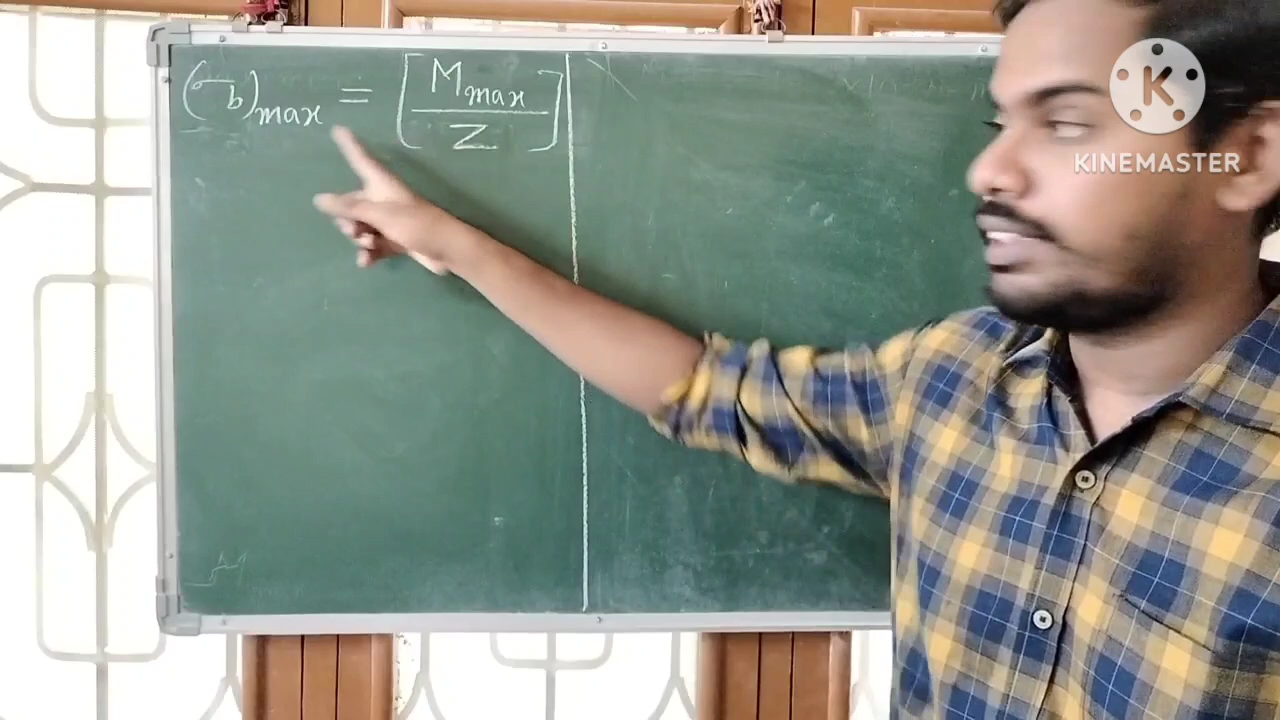 (σb)max = [Mmax / Z]
K
KINEMASTER